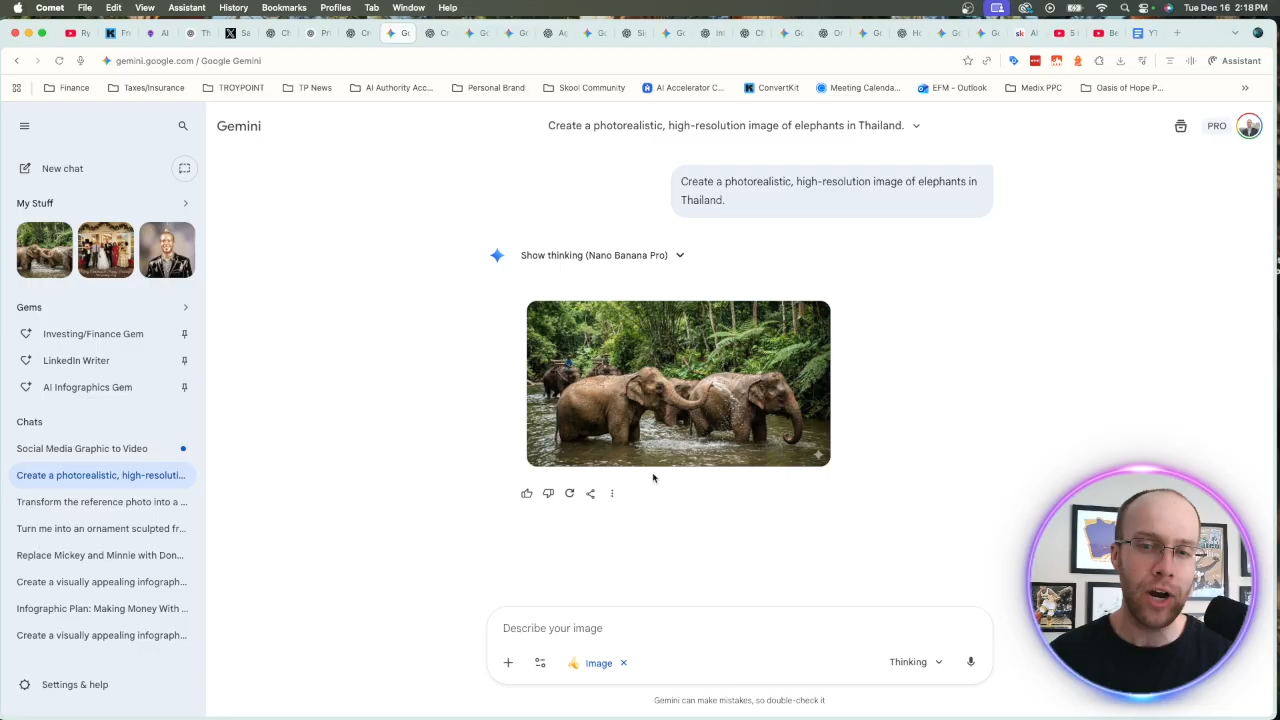 Comet File Edit View Assistant History Bookmarks Profiles Tab Window Help
Tue Dec 16 2:18 PM
gemini.google.com / Google Gemini
Assistant
Finance Taxes/Insurance TROYPOINT TP News AI Authority Acc... Personal Brand Skool Community AI Accelerator C... ConvertKit Meeting Calenda... EFM - Outlook Medix PPC Oasis of Hope P...
Gemini
Create a photorealistic, high-resolution image of elephants in Thailand.
PRO
New chat
My Stuff
Gems
Investing/Finance Gem
LinkedIn Writer
AI Infographics Gem
Chats
Social Media Graphic to Video
Create a photorealistic, high-resoluti...
Transform the reference photo into a ...
Turn me into an ornament sculpted fr...
Replace Mickey and Minnie with Don...
Create a visually appealing infograph...
Infographic Plan: Making Money With ...
Create a visually appealing infograph...
Settings & help
Create a photorealistic, high-resolution image of elephants in
Thailand.
Show thinking (Nano Banana Pro)
Describe your image
Image
Thinking
Gemini can make mistakes, so double-check it